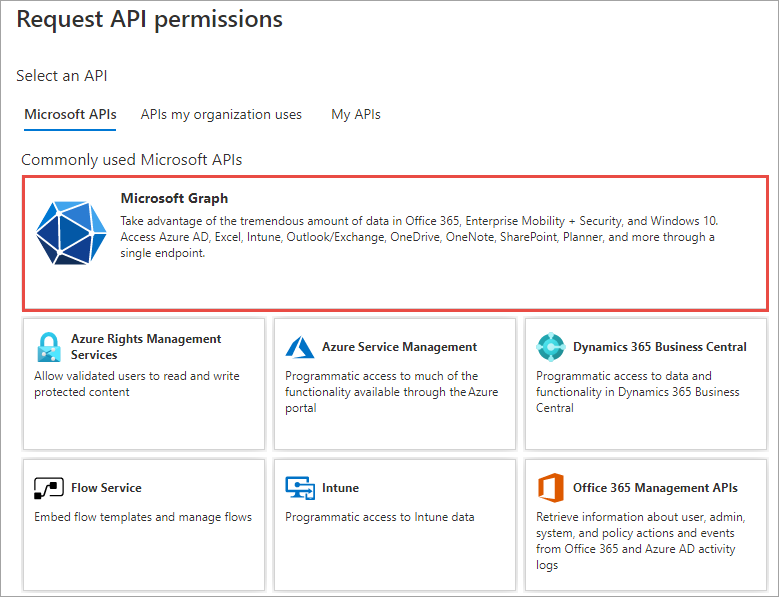 Request API permissions
Select an API
Microsoft APIs
APIs my organization uses
My APIs
Commonly used Microsoft APIs
Microsoft Graph
Take advantage of the tremendous amount of data in Office 365, Enterprise Mobility + Security, and Windows 10.
Access Azure AD, Excel, Intune, Outlook/Exchange, OneDrive, OneNote, SharePoint, Planner, and more through a
single endpoint.
Azure Rights Management
Services
Allow validated users to read and write
protected content
Azure Service Management
Programmatic access to much of the
functionality available through the Azure
portal
Dynamics 365 Business Central
Programmatic access to data and
functionality in Dynamics 365 Business
Central
Flow Service
Embed flow templates and manage flows
Intune
Programmatic access to Intune data
Office 365 Management APIs
Retrieve information about user, admin,
system, and policy actions and events
from Office 365 and Azure AD activity
logs